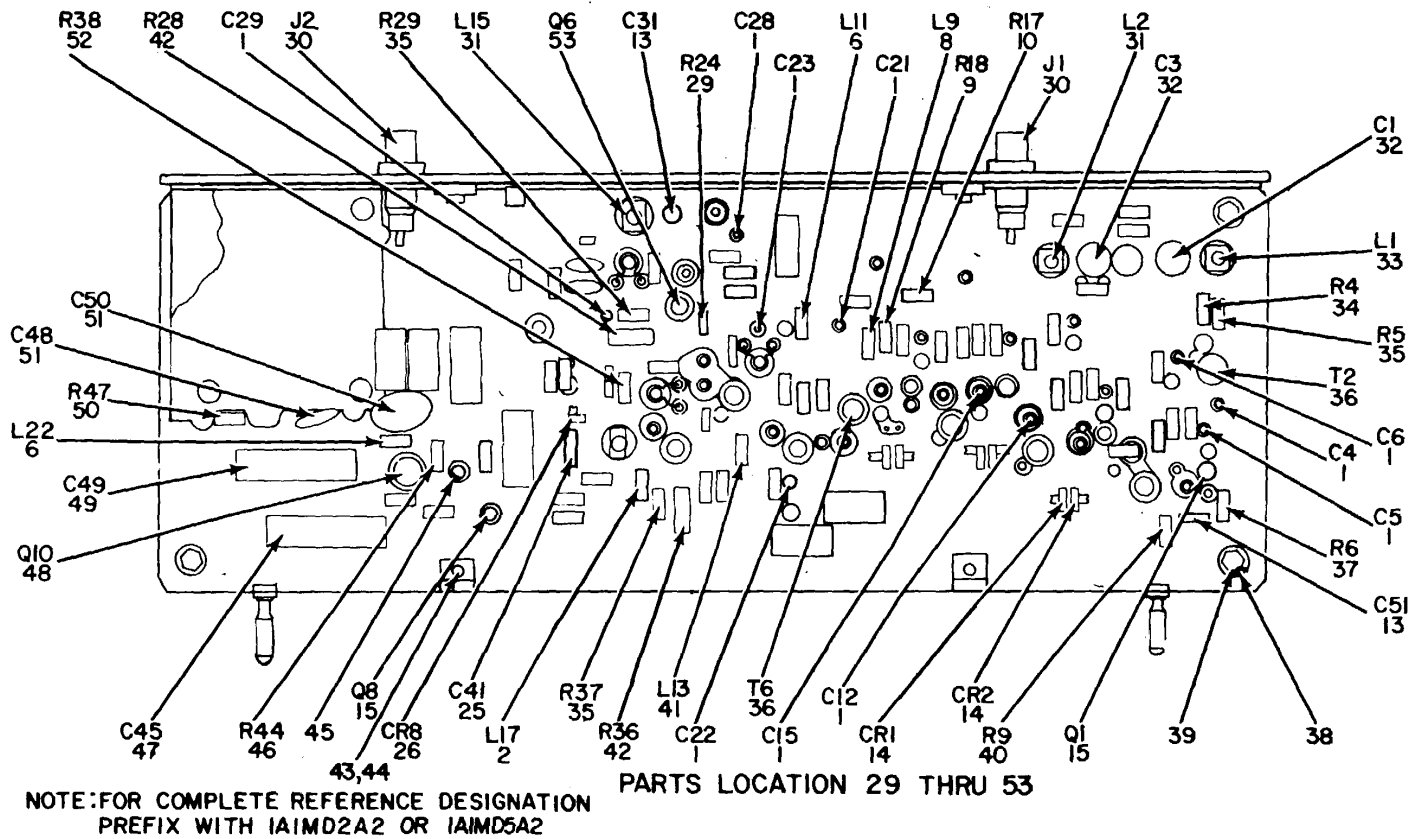 R38 R28 C29 J2 R29 L15 Q6 C31 C28 L11 L9 R17 L2
52 42 1 30 35 31 53 13 1 6 8 10 31
R24 C23 C21 R18 J1 C3
29 1 1 9 30 32
C1
32
L1
33
C50
51
R4
34
C48
51
R5
35
R47
50
T2
36
L22
6
C6
1
C4
1
C49
49
C5
1
Q10
48
R6
37
C51
13
Q8 C41 R37 L13 T6 C12 CR2
15 25 35 41 36 1 14
C45 R44 45 CR8 L17 R36 C22 C15 CR1 R9 Q1 39 38
47 46 26 2 42 1 1 14 40 15
43,44
PARTS LOCATION 29 THRU 53
NOTE:FOR COMPLETE REFERENCE DESIGNATION
PREFIX WITH 1A1MD2A2 OR 1A1MD5A2